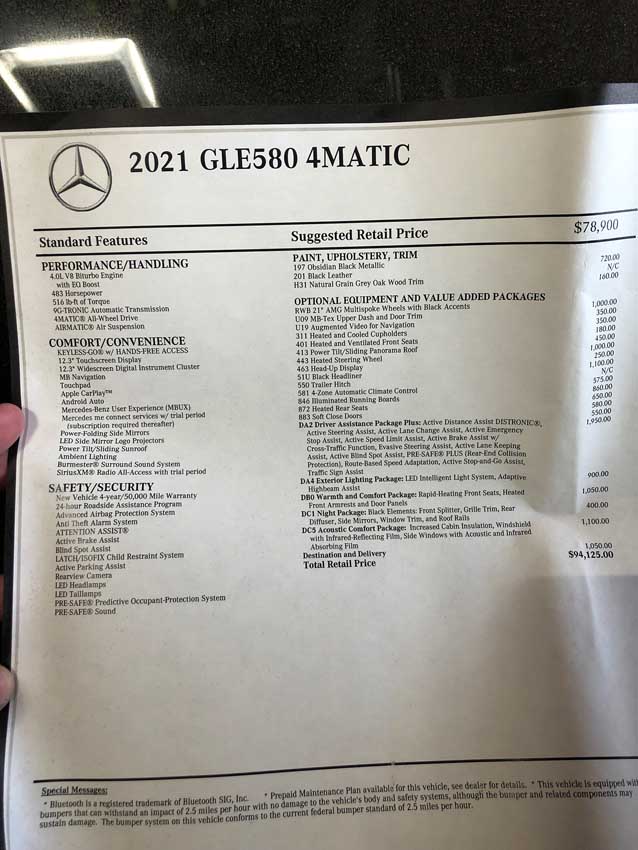 2021 GLE580 4MATIC
Standard Features
Suggested Retail Price $78,900
PERFORMANCE/HANDLING
4.0L V8 Biturbo Engine
with EQ Boost
483 Horsepower
516 lb-ft of Torque
9G-TRONIC Automatic Transmission
4MATIC® All-Wheel Drive
AIRMATIC® Air Suspension
COMFORT/CONVENIENCE
KEYLESS-GO® w/ HANDS-FREE ACCESS
12.3" Touchscreen Display
12.3" Widescreen Digital Instrument Cluster
MB Navigation
Touchpad
Apple CarPlay™
Android Auto
Mercedes-Benz User Experience (MBUX)
Mercedes me connect services w/ trial period
(subscription required thereafter)
Power-Folding Side Mirrors
LED Side Mirror Logo Projectors
Power Tilt/Sliding Sunroof
Ambient Lighting
Burmester® Surround Sound System
SiriusXM® Radio All-Access with trial period
SAFETY/SECURITY
New Vehicle 4-year/50,000 Mile Warranty
24-hour Roadside Assistance Program
Advanced Airbag Protection System
Anti Theft Alarm System
ATTENTION ASSIST®
Active Brake Assist
Blind Spot Assist
LATCH/ISOFIX Child Restraint System
Active Parking Assist
Rearview Camera
LED Headlamps
LED Taillamps
PRE-SAFE® Predictive Occupant-Protection System
PRE-SAFE® Sound
PAINT, UPHOLSTERY, TRIM
197 Obsidian Black Metallic 720.00
201 Black Leather N/C
H31 Natural Grain Grey Oak Wood Trim 160.00
OPTIONAL EQUIPMENT AND VALUE ADDED PACKAGES
RWB 21" AMG Multispoke Wheels with Black Accents 1,000.00
U09 MB-Tex Upper Dash and Door Trim 350.00
U19 Augmented Video for Navigation 350.00
311 Heated and Cooled Cupholders 180.00
401 Heated and Ventilated Front Seats 450.00
413 Power Tilt/Sliding Panorama Roof 1,000.00
443 Heated Steering Wheel 250.00
463 Head-Up Display 1,100.00
51U Black Headliner N/C
550 Trailer Hitch 575.00
581 4-Zone Automatic Climate Control 860.00
846 Illuminated Running Boards 650.00
872 Heated Rear Seats 580.00
883 Soft Close Doors 550.00
DA2 Driver Assistance Package Plus: Active Distance Assist DISTRONIC®, 1,950.00
Active Steering Assist, Active Lane Change Assist, Active Emergency
Stop Assist, Active Speed Limit Assist, Active Brake Assist w/
Cross-Traffic Function, Evasive Steering Assist, Active Lane Keeping
Assist, Active Blind Spot Assist, PRE-SAFE® PLUS (Rear-End Collision
Protection), Route-Based Speed Adaptation, Active Stop-and-Go Assist,
Traffic Sign Assist
DA4 Exterior Lighting Package: LED Intelligent Light System, Adaptive 900.00
Highbeam Assist
DB0 Warmth and Comfort Package: Rapid-Heating Front Seats, Heated 1,050.00
Front Armrests and Door Panels
DC1 Night Package: Black Elements: Front Splitter, Grille Trim, Rear 400.00
Diffuser, Side Mirrors, Window Trim, and Roof Rails
DC5 Acoustic Comfort Package: Increased Cabin Insulation, Windshield 1,100.00
with Infrared-Reflecting Film, Side Windows with Acoustic and Infrared
Absorbing Film
Destination and Delivery 1,050.00
Total Retail Price $94,125.00
Special Messages:
* Bluetooth is a registered trademark of Bluetooth SIG, Inc. * Prepaid Maintenance Plan available for this vehicle, see dealer for details. * This vehicle is equipped with
bumpers that can withstand an impact of 2.5 miles per hour with no damage to the vehicle's body and safety systems, although the bumper and related components may
sustain damage. The bumper system on this vehicle conforms to the current federal bumper standard of 2.5 miles per hour.